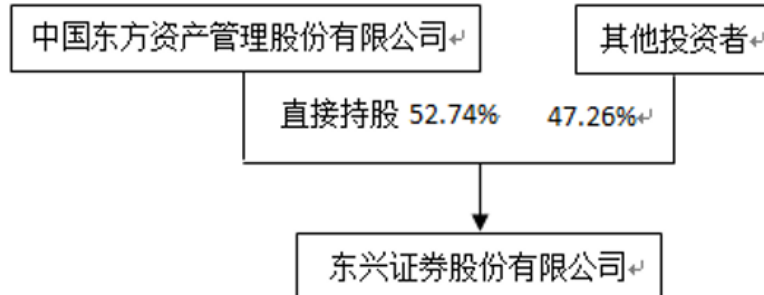 中国东方资产管理股份有限公司
其他投资者
直接持股 52.74%
47.26%
东兴证券股份有限公司